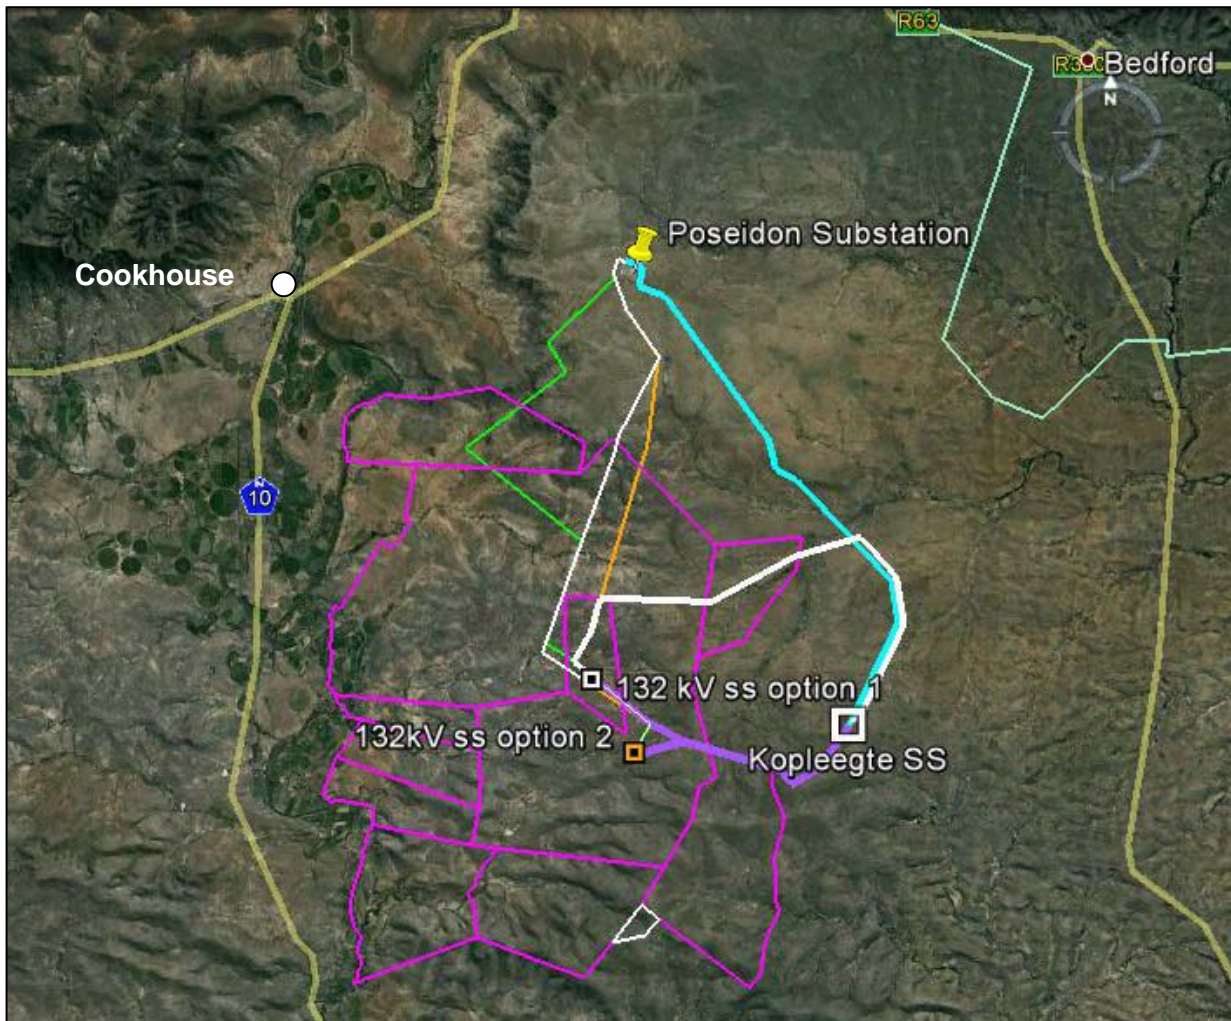 R63
Bedford
N
Poseidon Substation
Cookhouse
N
10
132 kV ss option 1
132kV ss option 2
Kopleegte SS